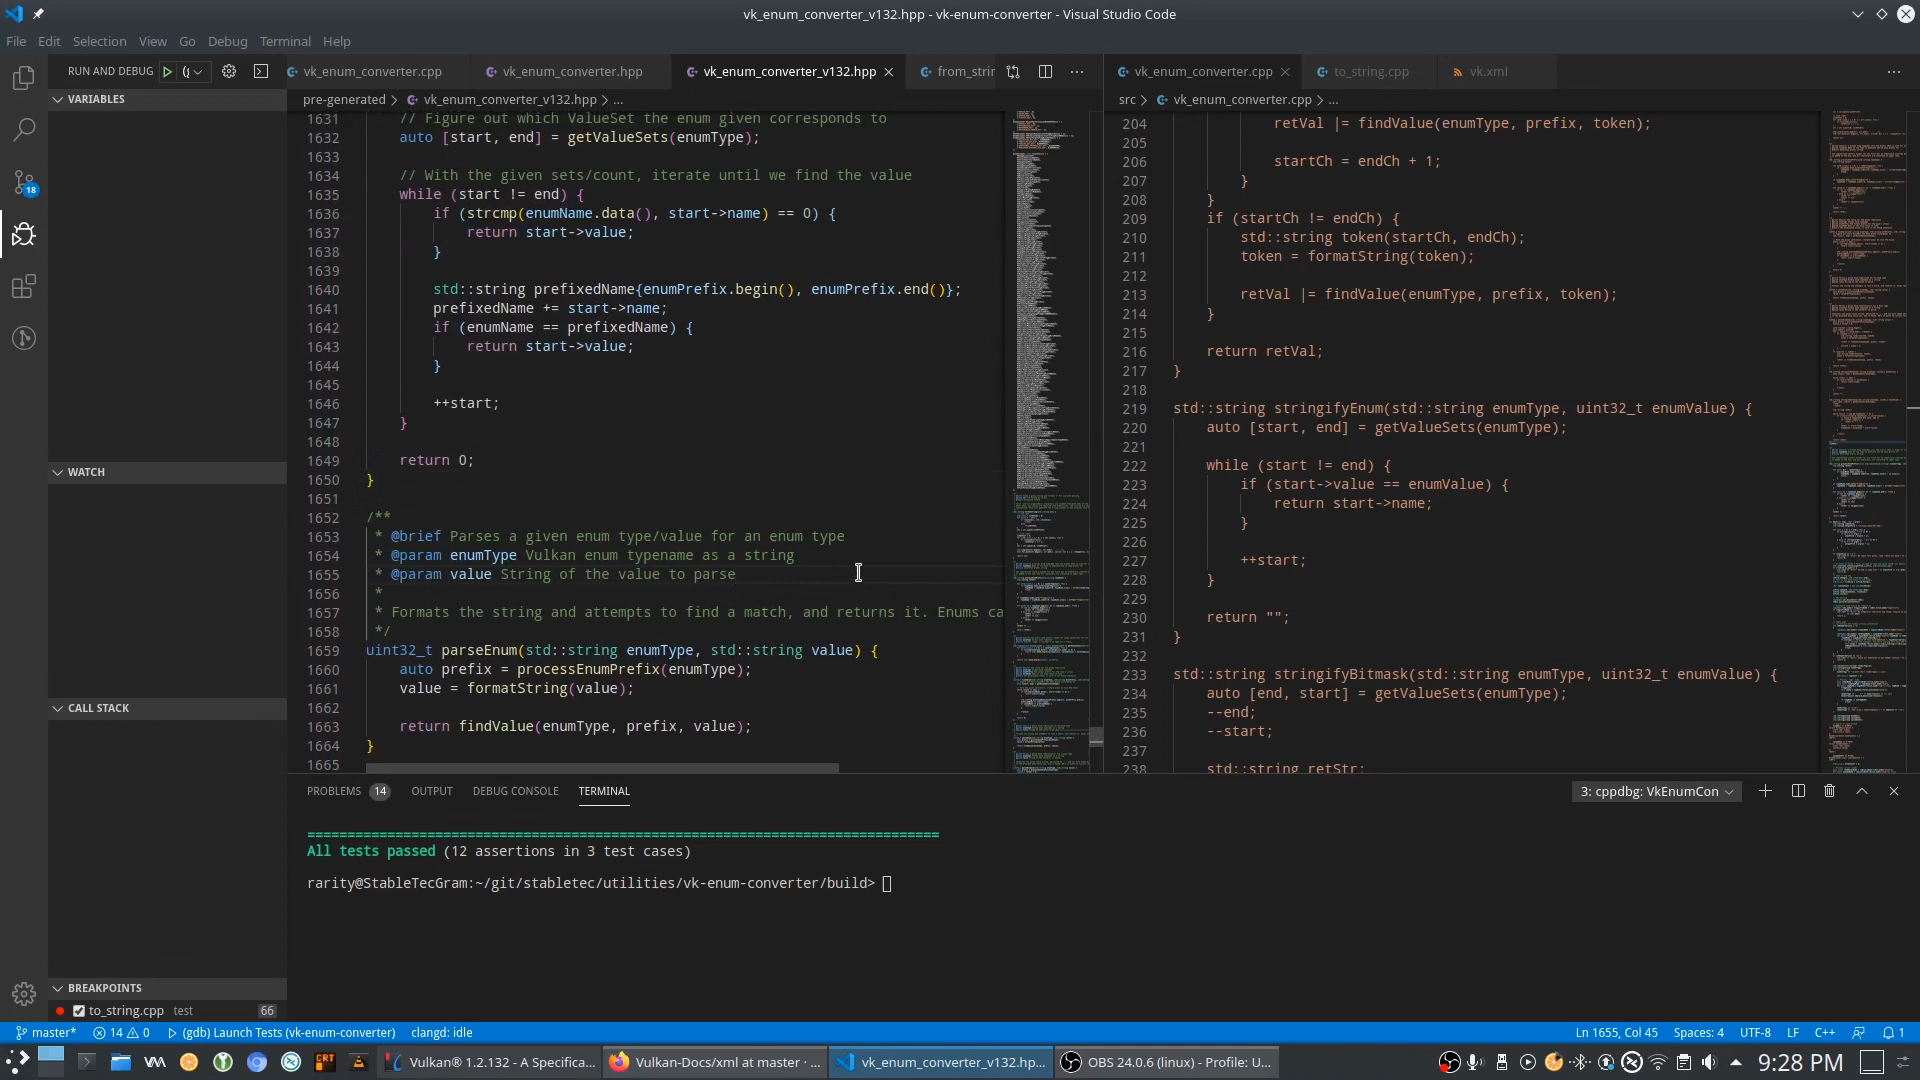 vk_enum_converter_v132.hpp - vk-enum-converter - Visual Studio Code
File Edit Selection View Go Debug Terminal Help
RUN AND DEBUG
vk_enum_converter.cpp vk_enum_converter.hpp vk_enum_converter_v132.hpp from_strin
vk_enum_converter.cpp to_string.cpp vk.xml
VARIABLES
WATCH
CALL STACK
BREAKPOINTS
to_string.cpp test 66
18
pre-generated > vk_enum_converter_v132.hpp > ...
1631 // Figure out which ValueSet the enum given corresponds to
1632 auto [start, end] = getValueSets(enumType);
1633
1634 // With the given sets/count, iterate until we find the value
1635 while (start != end) {
1636 if (strcmp(enumName.data(), start->name) == 0) {
1637 return start->value;
1638 }
1639
1640 std::string prefixedName{enumPrefix.begin(), enumPrefix.end()};
1641 prefixedName += start->name;
1642 if (enumName == prefixedName) {
1643 return start->value;
1644 }
1645
1646 ++start;
1647 }
1648
1649 return 0;
1650 }
1651
1652 /**
1653 * @brief Parses a given enum type/value for an enum type
1654 * @param enumType Vulkan enum typename as a string
1655 * @param value String of the value to parse
1656 *
1657 * Formats the string and attempts to find a match, and returns it. Enums ca
1658 */
1659 uint32_t parseEnum(std::string enumType, std::string value) {
1660 auto prefix = processEnumPrefix(enumType);
1661 value = formatString(value);
1662
1663 return findValue(enumType, prefix, value);
1664 }
1665
src > vk_enum_converter.cpp > ...
204 retVal |= findValue(enumType, prefix, token);
205
206 startCh = endCh + 1;
207 }
208 }
209 if (startCh != endCh) {
210 std::string token(startCh, endCh);
211 token = formatString(token);
212
213 retVal |= findValue(enumType, prefix, token);
214 }
215
216 return retVal;
217 }
218
219 std::string stringifyEnum(std::string enumType, uint32_t enumValue) {
220 auto [start, end] = getValueSets(enumType);
221
222 while (start != end) {
223 if (start->value == enumValue) {
224 return start->name;
225 }
226
227 ++start;
228 }
229
230 return "";
231 }
232
233 std::string stringifyBitmask(std::string enumType, uint32_t enumValue) {
234 auto [end, start] = getValueSets(enumType);
235 --end;
236 --start;
237
238 std::string retStr;
PROBLEMS 14 OUTPUT DEBUG CONSOLE TERMINAL 3: cppdbg: VkEnumCon
===============================================================================
All tests passed (12 assertions in 3 test cases)
rarity@StableTecGram:~/git/stabletec/utilities/vk-enum-converter/build>
master* 14 0 (gdb) Launch Tests (vk-enum-converter) clangd: idle Ln 1655, Col 45 Spaces: 4 UTF-8 LF C++ 1
CRT Vulkan® 1.2.132 - A Specifica... Vulkan-Docs/xml at master · ... vk_enum_converter_v132.hp... OBS 24.0.6 (linux) - Profile: U... 9:28 PM